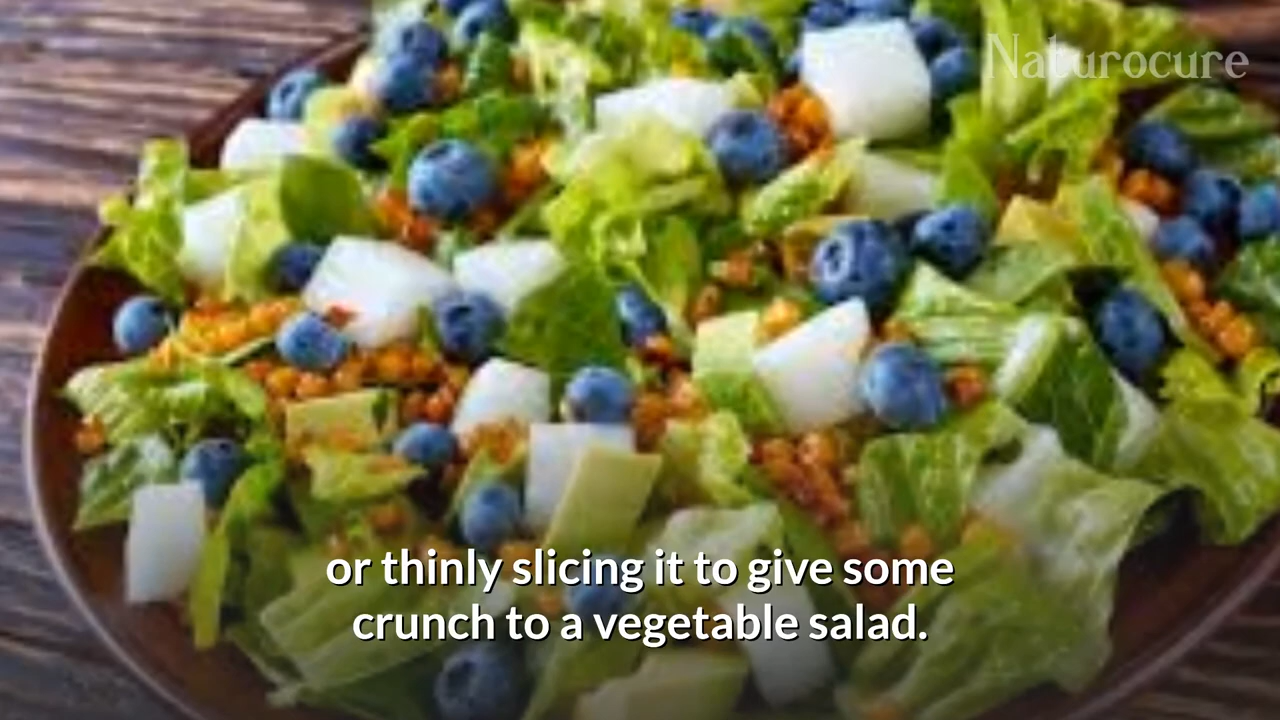 Naturocure
or thinly slicing it to give some
crunch to a vegetable salad.